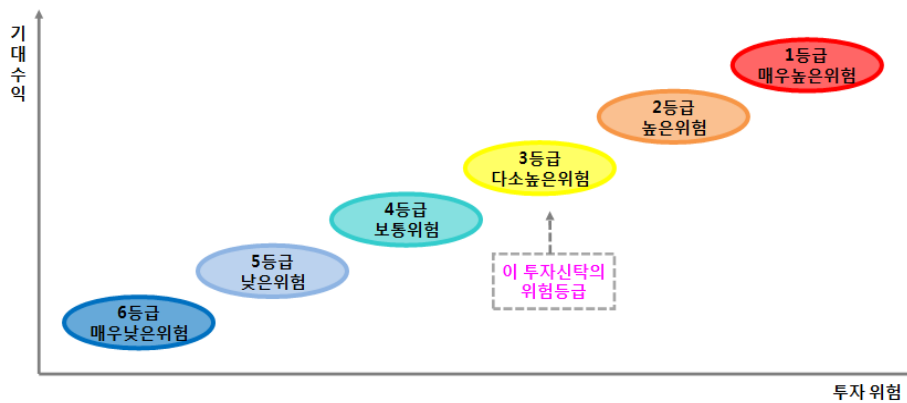 기대수익
1등급
매우높은위험
2등급
높은위험
3등급
다소높은위험
4등급
보통위험
이 투자신탁의
위험등급
5등급
낮은위험
6등급
매우낮은위험
투자 위험